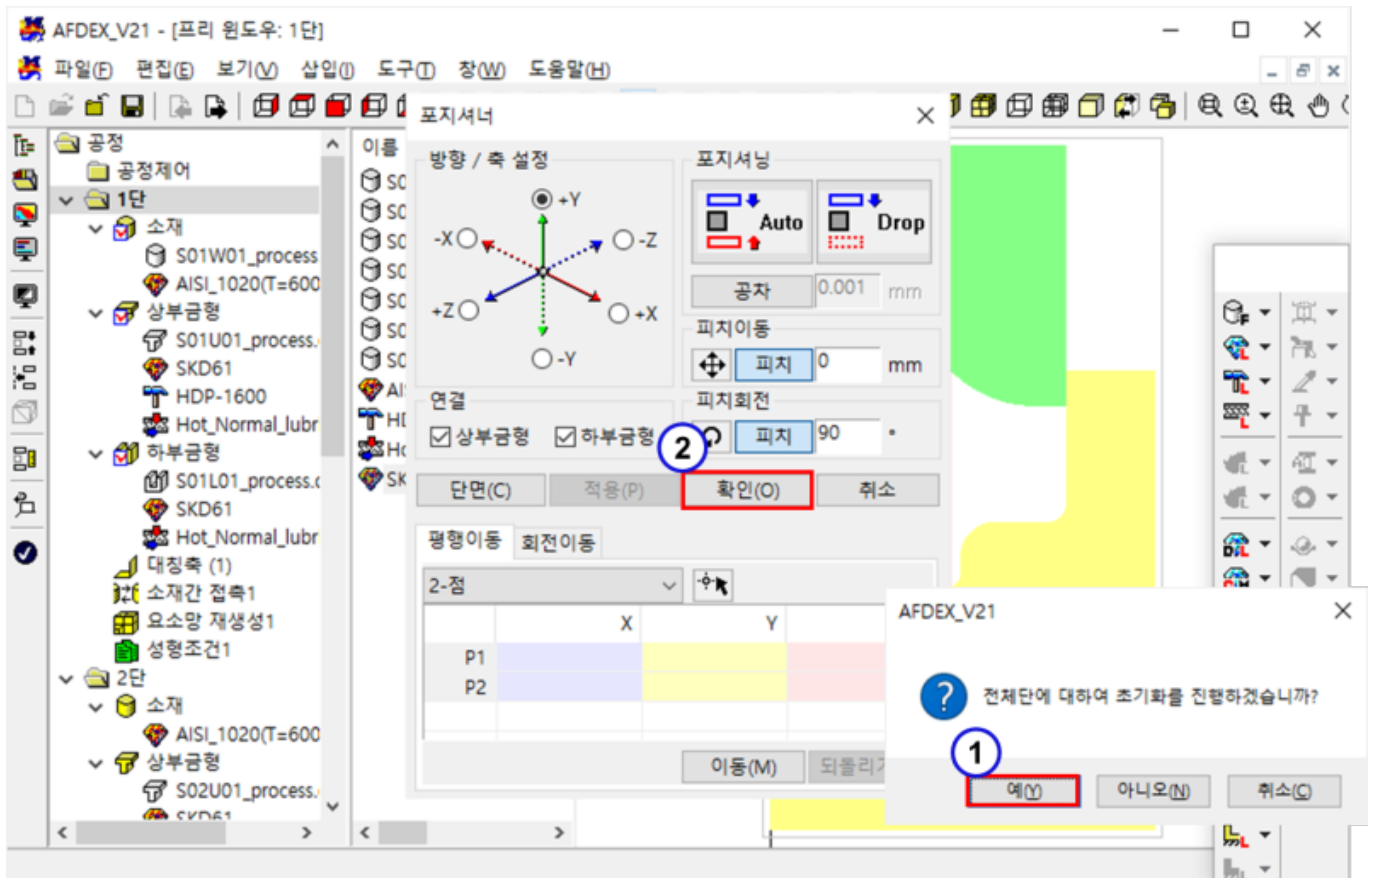 AFDEX_V21 - [프리 윈도우: 1단]
파일(F) 편집(E) 보기(V) 삽입(I) 도구(T) 창(W) 도움말(H)
공정
공정제어
1단
소재
S01W01_process
AISI_1020(T=600
상부금형
S01U01_process.
SKD61
HDP-1600
Hot_Normal_lubr
하부금형
S01L01_process.
SKD61
Hot_Normal_lubr
대칭축 (1)
소재간 접촉1
요소망 재생성1
성형조건1
2단
소재
AISI_1020(T=600
상부금형
S02U01_process.
SKD61
이름
포지셔너
방향 / 축 설정
+Y
-X
-Z
+Z
+X
-Y
포지셔닝
Auto
Drop
공차 0.001 mm
피치이동
피치 0 mm
연결
상부금형 하부금형
피치회전
피치 90 °
2
단면(C) 적용(P) 확인(O) 취소
평행이동 회전이동
2-점
X Y
P1
P2
이동(M) 되돌리기
AFDEX_V21
전체단에 대하여 초기화를 진행하겠습니까?
1
예(Y) 아니오(N) 취소(C)